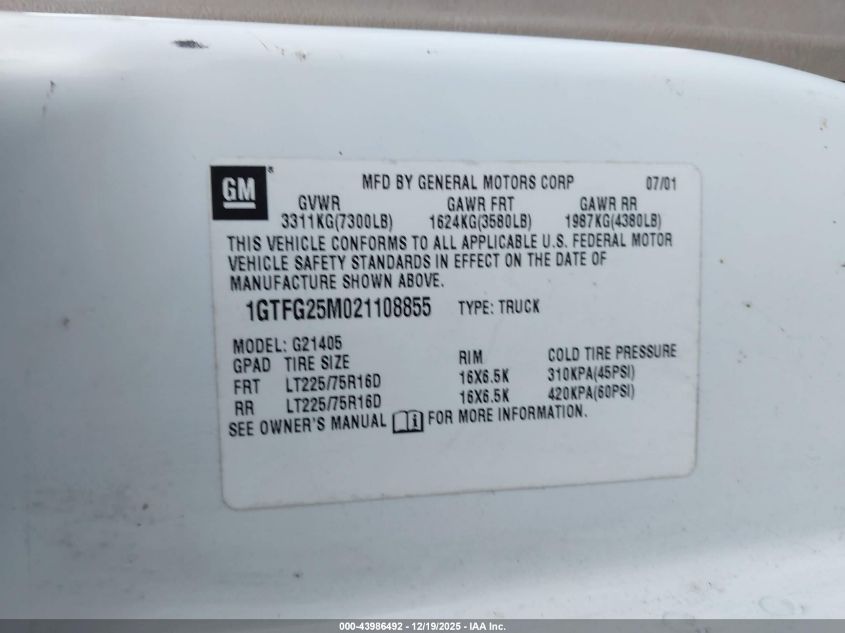 GM®
MFD BY GENERAL MOTORS CORP 07/01
GVWR GAWR FRT GAWR RR
3311KG(7300LB) 1624KG(3580LB) 1987KG(4380LB)
THIS VEHICLE CONFORMS TO ALL APPLICABLE U.S. FEDERAL MOTOR
VEHICLE SAFETY STANDARDS IN EFFECT ON THE DATE OF
MANUFACTURE SHOWN ABOVE.
1GTFG25M021108855 TYPE: TRUCK
MODEL: G21405
GPAD TIRE SIZE RIM COLD TIRE PRESSURE
FRT LT225/75R16D 16X6.5K 310KPA(45PSI)
RR LT225/75R16D 16X6.5K 420KPA(60PSI)
SEE OWNER'S MANUAL i FOR MORE INFORMATION.
000-43986492 - 12/19/2025 - IAA Inc.